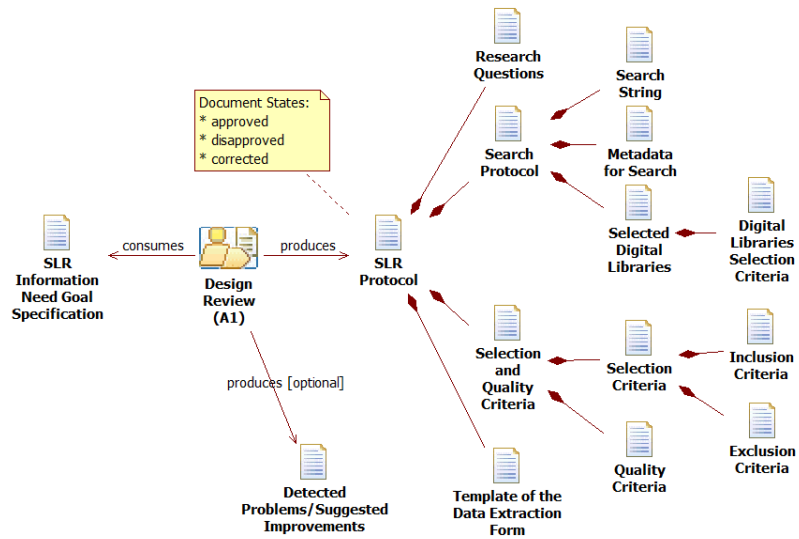 Research
Questions
Search
String
Document States:
* approved
* disapproved
* corrected
Search
Protocol
Metadata
for Search
SLR
Information
Need Goal
Specification
consumes
Design
Review
(A1)
produces
SLR
Protocol
Selected
Digital
Libraries
Digital
Libraries
Selection
Criteria
Selection
and
Quality
Criteria
Selection
Criteria
Inclusion
Criteria
produces [optional]
Exclusion
Criteria
Quality
Criteria
Detected
Problems/Suggested
Improvements
Template of the
Data Extraction
Form